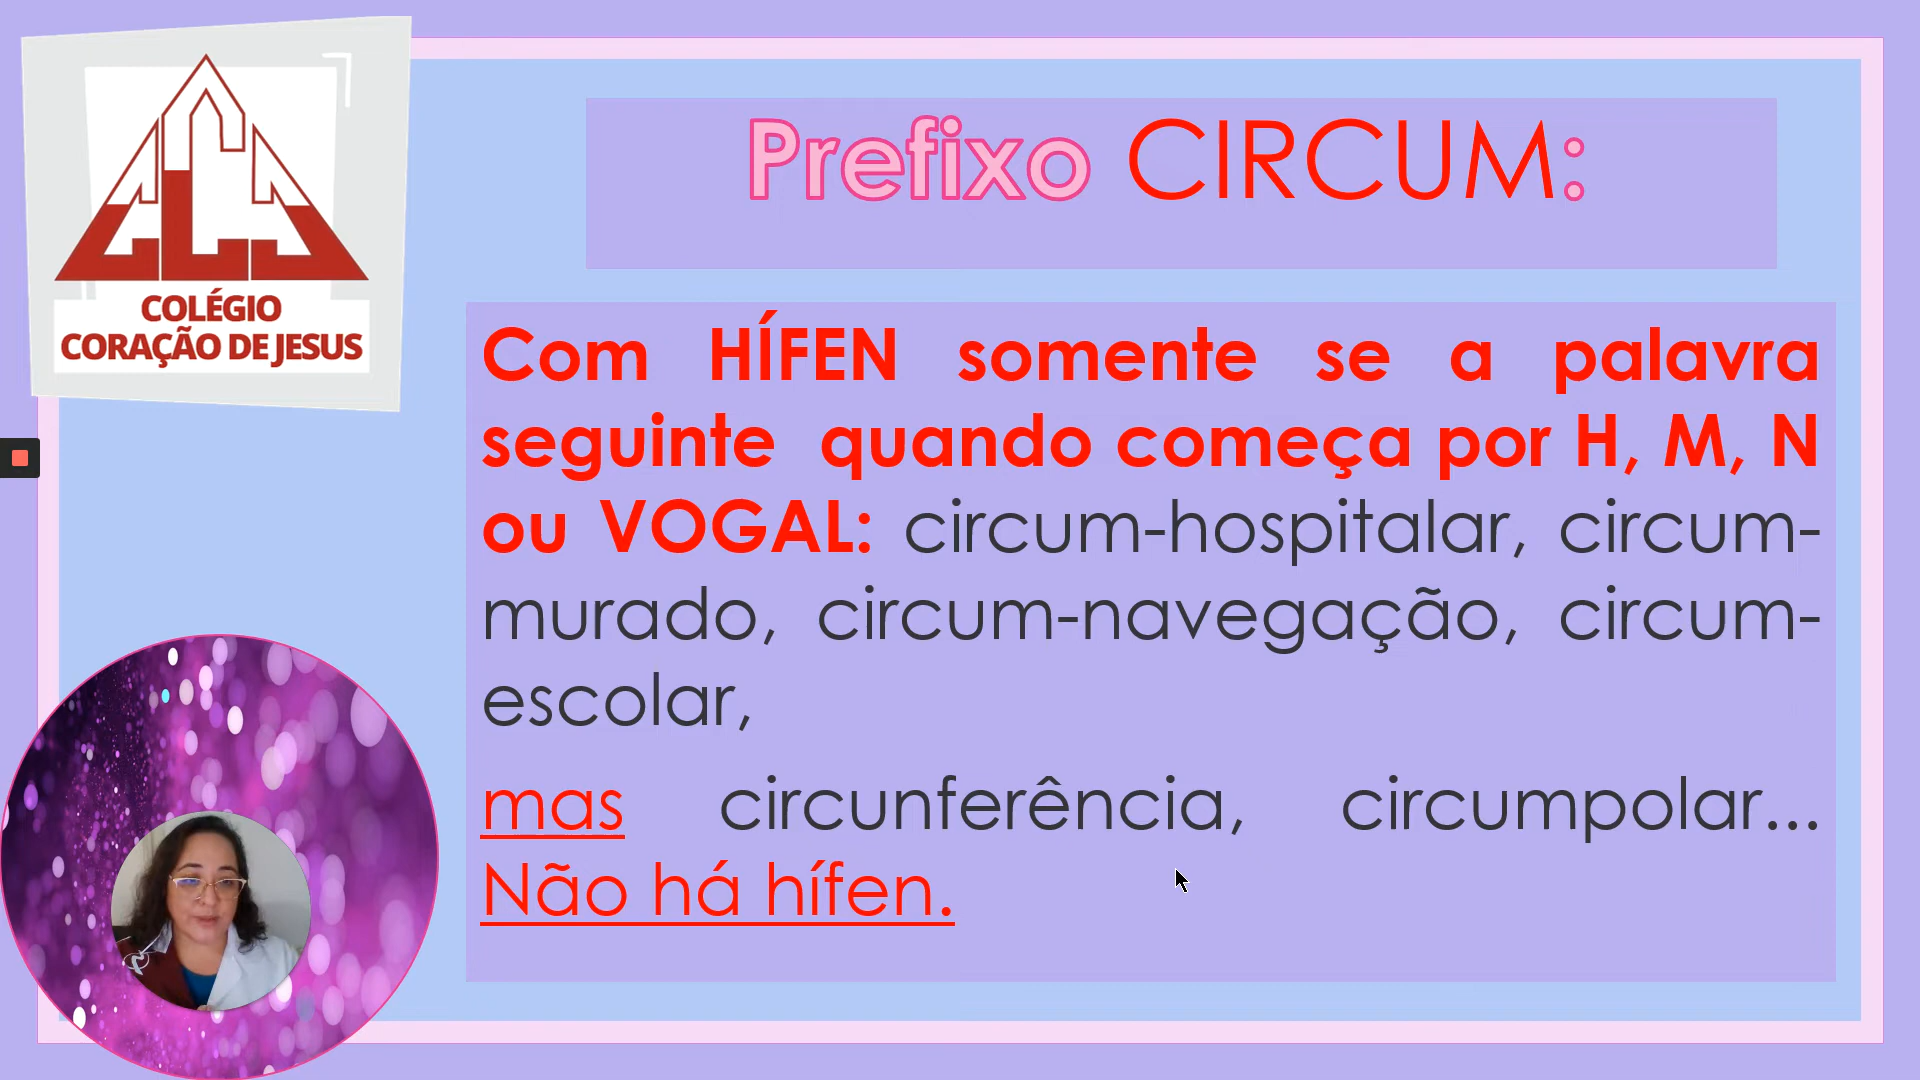 CCJ
COLÉGIO
CORAÇÃO DE JESUS
Prefixo CIRCUM:
Com HÍFEN somente se a palavra
seguinte quando começa por H, M, N
ou VOGAL: circum-hospitalar, circum-
murado, circum-navegação, circum-
escolar,
mas circunferência, circumpolar...
Não há hífen.